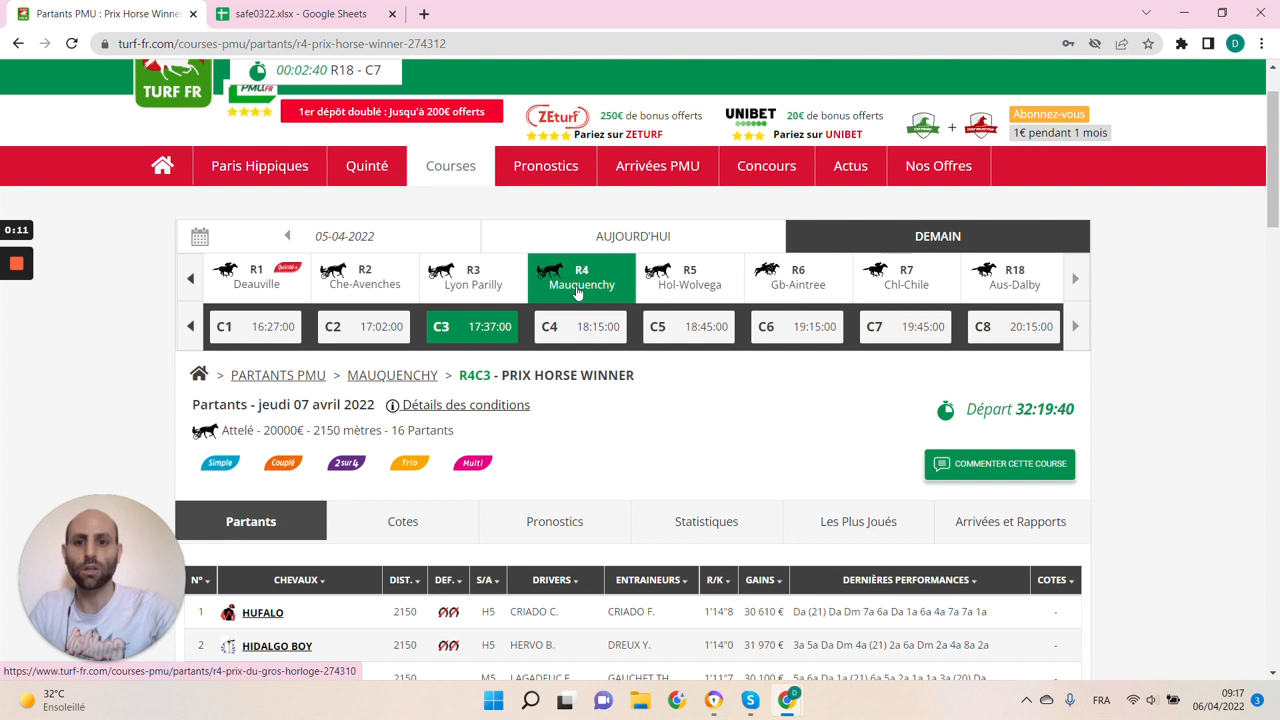 Partants PMU : Prix Horse Winner
safe0322.xlsx - Google Sheets
turf-fr.com/courses-pmu/partants/r4-prix-horse-winner-274312
D
TURF FR
00:02:40 R18 - C7
PMU.FR
1er dépôt doublé : Jusqu'à 200€ offerts
ZEturf
250€ de bonus offerts
Pariez sur ZETURF
UNIBET
20€ de bonus offerts
Pariez sur UNIBET
+
Abonnez-vous
1€ pendant 1 mois
Paris Hippiques
Quinté
Courses
Pronostics
Arrivées PMU
Concours
Actus
Nos Offres
0:11
05-04-2022
AUJOURD'HUI
DEMAIN
R1 Quinté+
Deauville
R2
Che-Avenches
R3
Lyon Parilly
R4
Mauquenchy
R5
Hol-Wolvega
R6
Gb-Aintree
R7
Chl-Chile
R18
Aus-Dalby
C1 16:27:00
C2 17:02:00
C3 17:37:00
C4 18:15:00
C5 18:45:00
C6 19:15:00
C7 19:45:00
C8 20:15:00
> PARTANTS PMU > MAUQUENCHY > R4C3 - PRIX HORSE WINNER
Partants - jeudi 07 avril 2022 Détails des conditions
Départ 32:19:40
Attelé - 20000€ - 2150 mètres - 16 Partants
Simple
Couplé
2sur4
Trio
Multi
COMMENTER CETTE COURSE
Partants
Cotes
Pronostics
Statistiques
Les Plus Joués
Arrivées et Rapports
N° CHEVAUX DIST. DEF. S/A DRIVERS ENTRAINEURS R/K GAINS DERNIÈRES PERFORMANCES COTES
1 HUFALO 2150 H5 CRIADO C. CRIADO F. 1'14"8 30 610 € Da (21) Da Dm 7a 6a Da 1a 6a 4a 7a 7a 1a -
2 HIDALGO BOY 2150 H5 HERVO B. DREUX Y. 1'14"0 31 970 € 3a 5a Da Dm 4a (21) 2a 6a Dm 2a 4a 8a 2a -
https://www.turf-fr.com/courses-pmu/partants/r4-prix-du-gros-horloge-274310
32°C
Ensoleillé
D
FRA
09:17
06/04/2022
3